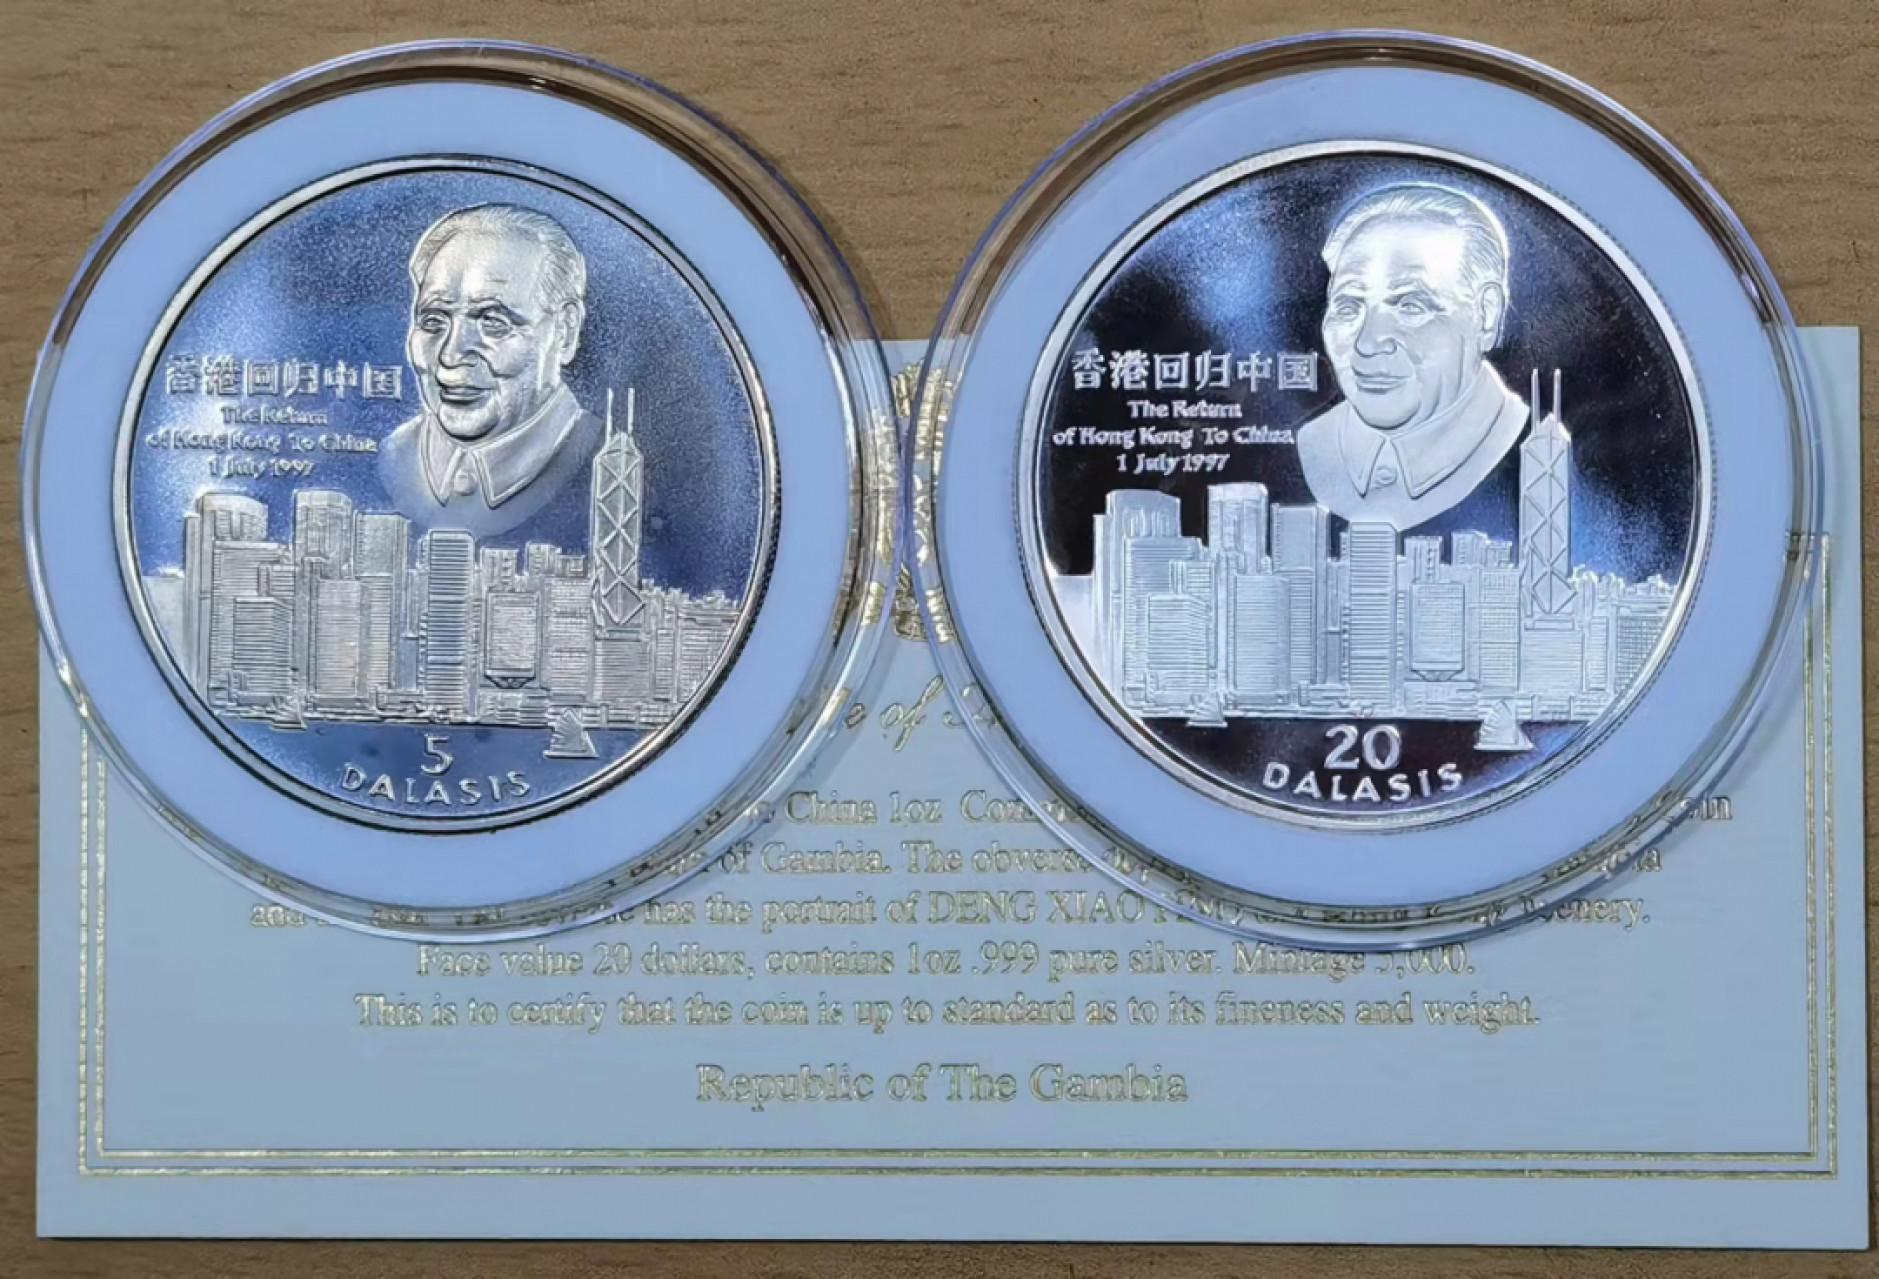 香港回归中国
The Return
of Hong Kong To China
1 July 1997
5
DALASIS
香港回归中国
The Return
of Hong Kong To China
1 July 1997
20
DALASIS
of
China 1oz
of Gambia. The obverse
has the portrait of DENG XIAO
Face value 20 dollars, contains 1oz .999 pure silver. Mintage 5,000.
This is to certify that the coin is up to standard as to its fineness and weight.
Republic of The Gambia